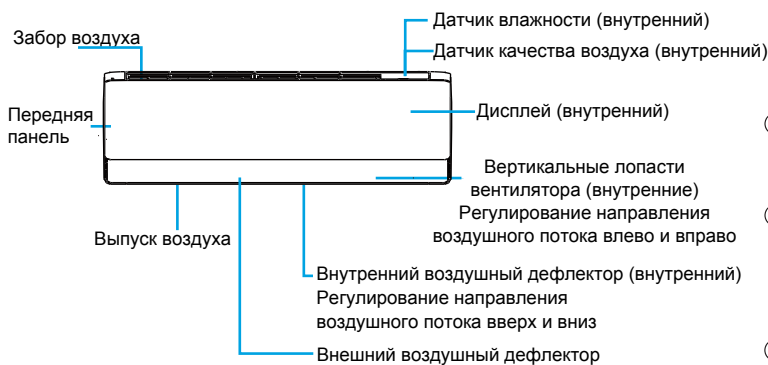 Датчик влажности (внутренний)
Забор воздуха
Датчик качества воздуха (внутренний)
Передняя
панель
Дисплей (внутренний)
Вертикальные лопасти
вентилятора (внутренние)
Регулирование направления
воздушного потока влево и вправо
Выпуск воздуха
Внутренний воздушный дефлектор (внутренний)
Регулирование направления
воздушного потока вверх и вниз
Внешний воздушный дефлектор